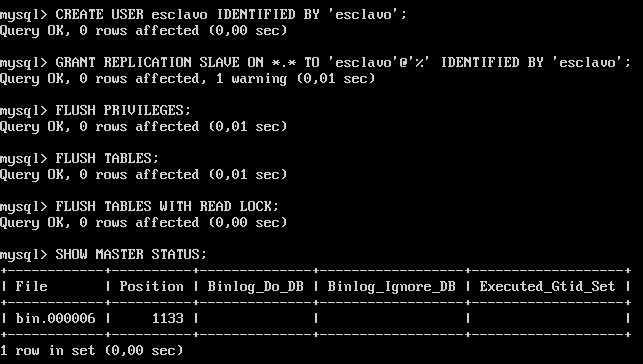 mysql> CREATE USER esclavo IDENTIFIED BY 'esclavo';
Query OK, 0 rows affected (0,00 sec)
mysql> GRANT REPLICATION SLAVE ON *.* TO 'esclavo'@'%' IDENTIFIED BY 'esclavo';
Query OK, 0 rows affected, 1 warning (0,01 sec)
mysql> FLUSH PRIVILEGES;
Query OK, 0 rows affected (0,01 sec)
mysql> FLUSH TABLES;
Query OK, 0 rows affected (0,01 sec)
mysql> FLUSH TABLES WITH READ LOCK;
Query OK, 0 rows affected (0,00 sec)
mysql> SHOW MASTER STATUS;
+------------+----------+--------------+------------------+-------------------+
| File       | Position | Binlog_Do_DB | Binlog_Ignore_DB | Executed_Gtid_Set |
+------------+----------+--------------+------------------+-------------------+
| bin.000006 |     1133 |              |                  |                   |
+------------+----------+--------------+------------------+-------------------+
1 row in set (0,00 sec)